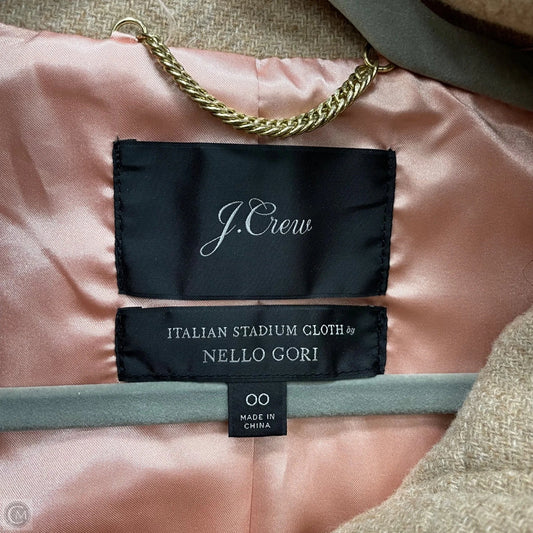 J.Crew
ITALIAN STADIUM CLOTH by
NELLO GORI
00
MADE IN
CHINA
M